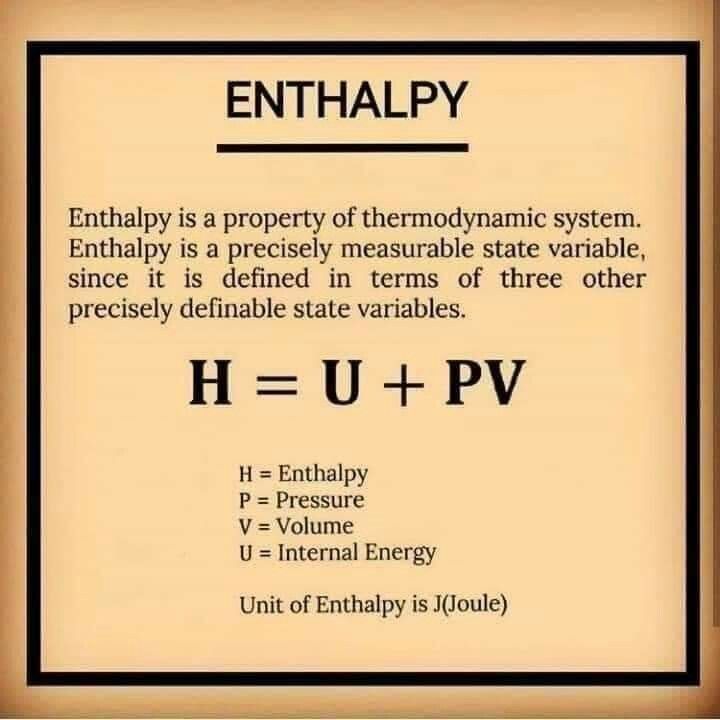 ENTHALPY
Enthalpy is a property of thermodynamic system.
Enthalpy is a precisely measurable state variable,
since it is defined in terms of three other
precisely definable state variables.
H = U + PV
H = Enthalpy
P = Pressure
V = Volume
U = Internal Energy
Unit of Enthalpy is J(Joule)